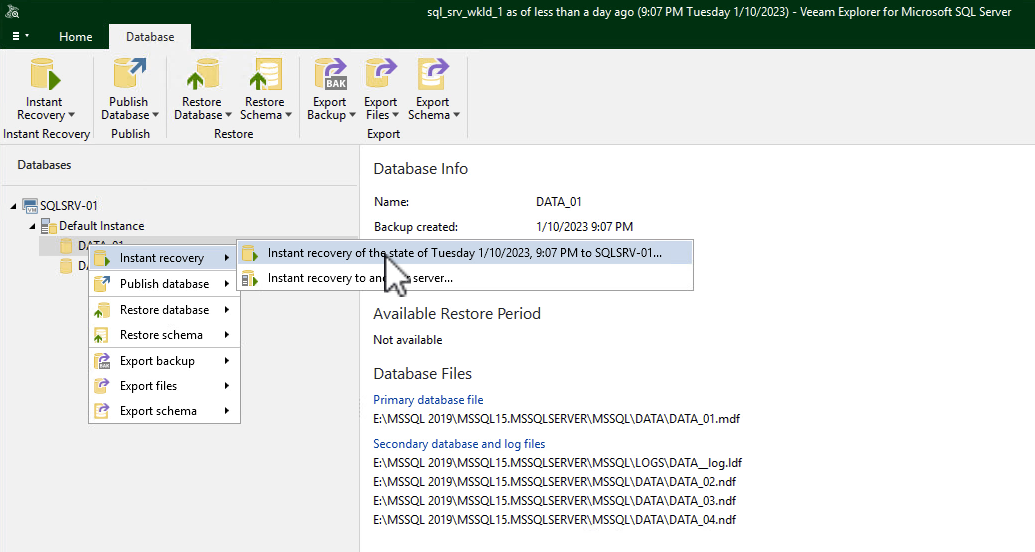 sql_srv_wkld_1 as of less than a day ago (9:07 PM Tuesday 1/10/2023) - Veeam Explorer for Microsoft SQL Server
Home Database
Instant Recovery
Publish Database
Restore Database
Restore Schema
Export Backup
BAK
Export Files
Export Schema
Instant Recovery Publish Restore Export
Databases
SQLSRV-01
VM
Default Instance
DATA_01
Instant recovery
Publish database
Restore database
Restore schema
Export backup
Export files
Export schema
Instant recovery of the state of Tuesday 1/10/2023, 9:07 PM to SQLSRV-01...
Instant recovery to server...
Database Info
Name: DATA_01
Backup created: 1/10/2023 9:07 PM
Available Restore Period
Not available
Database Files
Primary database file
E:\MSSQL 2019\MSSQL15.MSSQLSERVER\MSSQL\DATA\DATA_01.mdf
Secondary database and log files
E:\MSSQL 2019\MSSQL15.MSSQLSERVER\MSSQL\LOGS\DATA__log.ldf
E:\MSSQL 2019\MSSQL15.MSSQLSERVER\MSSQL\DATA\DATA_02.ndf
E:\MSSQL 2019\MSSQL15.MSSQLSERVER\MSSQL\DATA\DATA_03.ndf
E:\MSSQL 2019\MSSQL15.MSSQLSERVER\MSSQL\DATA\DATA_04.ndf